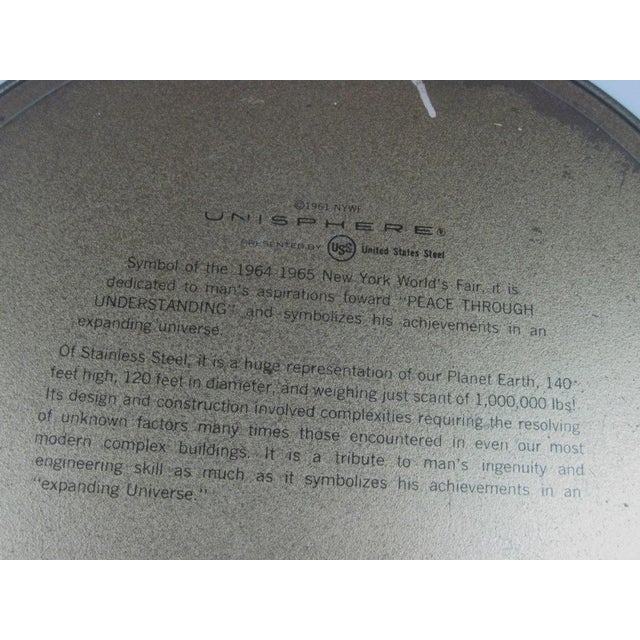 ©1961 NYWF
UNISPHERE®
PRESENTED BY USS United States Steel
Symbol of the 1964-1965 New York World's Fair, it is
dedicated to man's aspirations toward "PEACE THROUGH
UNDERSTANDING" and symbolizes his achievements in an
expanding universe.
Of Stainless Steel, it is a huge representation of our Planet Earth, 140
feet high, 120 feet in diameter, and weighing just scant of 1,000,000 lbs!
Its design and construction involved complexities requiring the resolving
of unknown factors many times those encountered in even our most
modern complex buildings. It is a tribute to man's ingenuity and
engineering skill as much as it symbolizes his achievements in an
"expanding Universe."